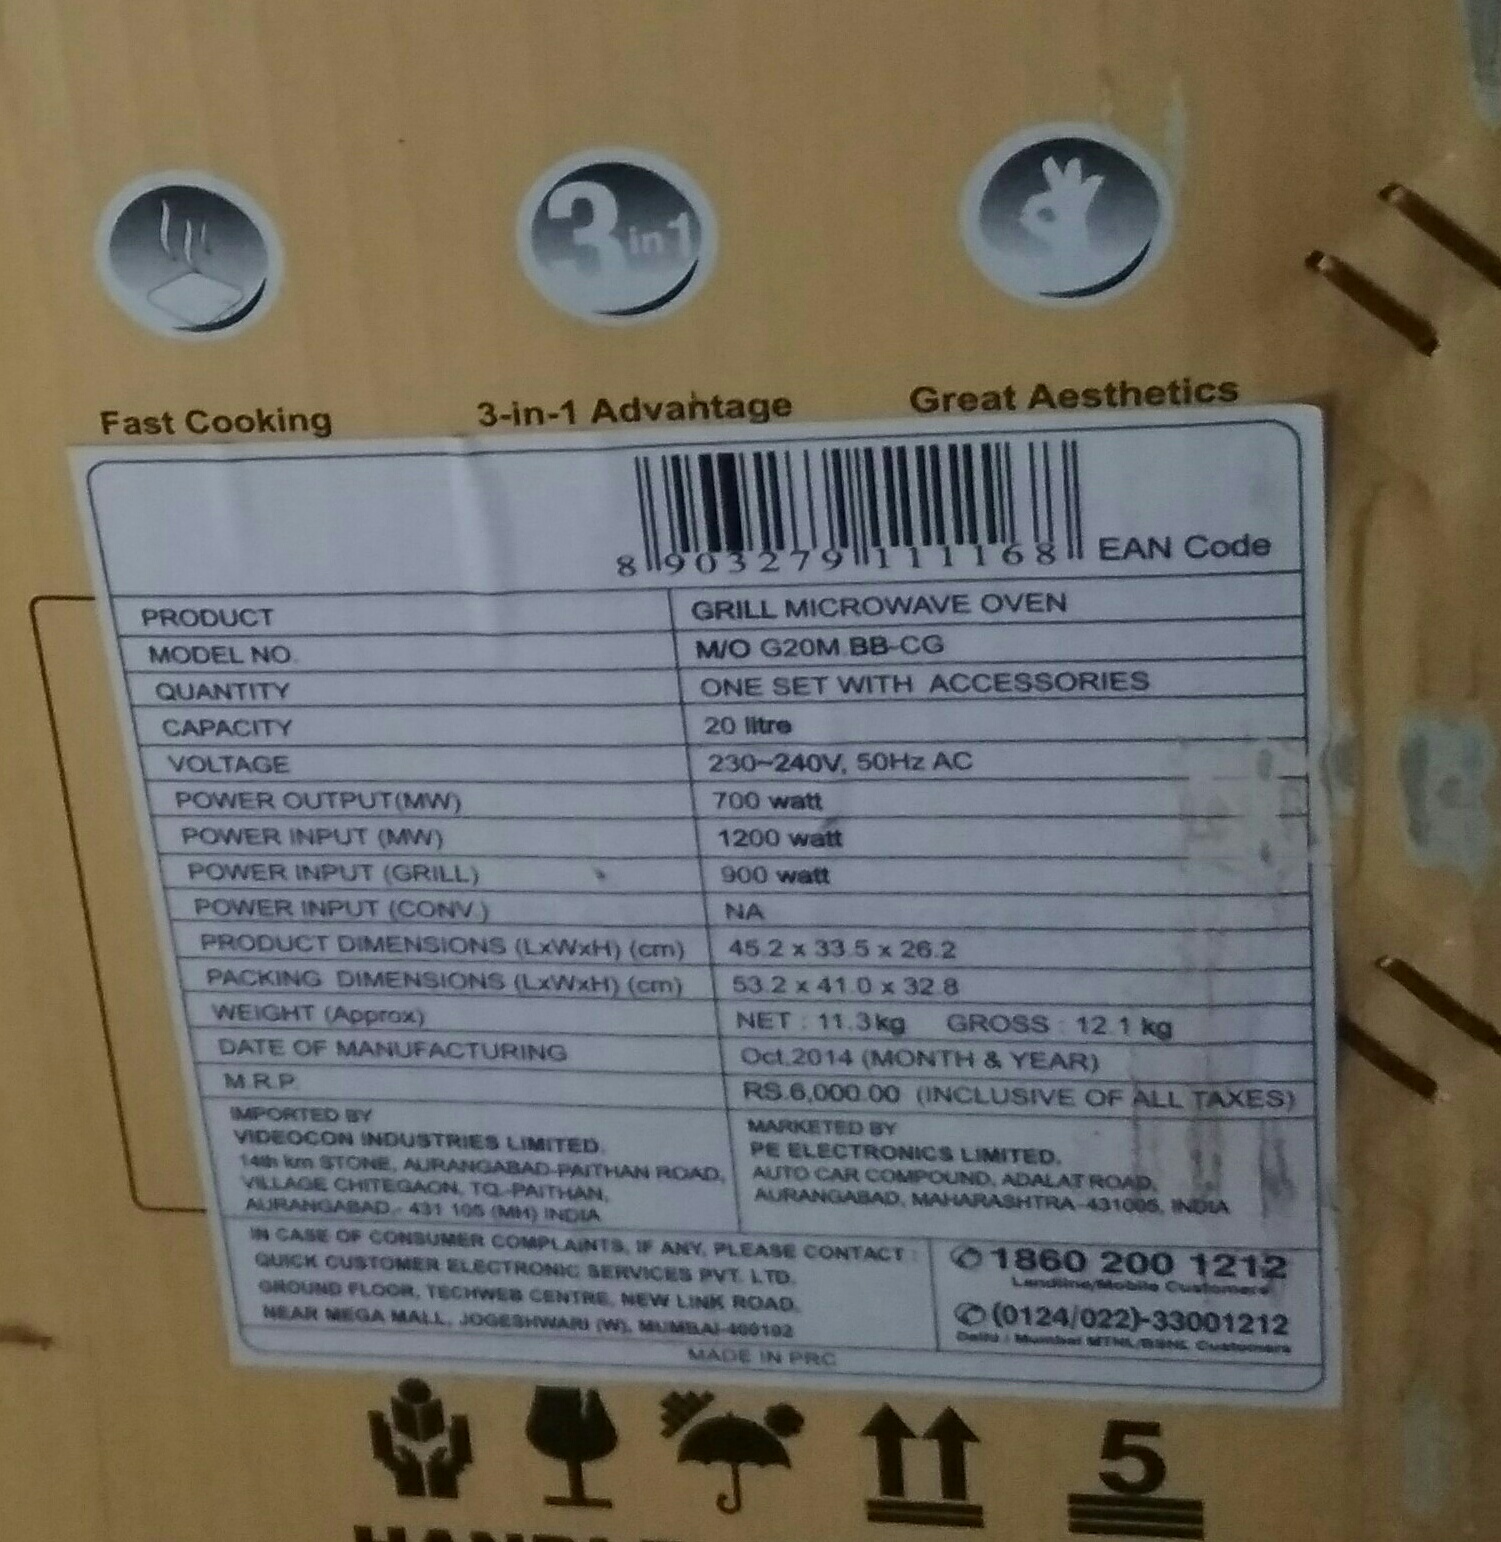 3 in 1
Fast Cooking
3-in-1 Advantage
Great Aesthetics
8 903279 111168 EAN Code
PRODUCT GRILL MICROWAVE OVEN
MODEL NO. M/O G20M BB-CG
QUANTITY ONE SET WITH ACCESSORIES
CAPACITY 20 litre
VOLTAGE 230~240V, 50Hz AC
POWER OUTPUT(MW) 700 watt
POWER INPUT (MW) 1200 watt
POWER INPUT (GRILL) 900 watt
POWER INPUT (CONV.) NA
PRODUCT DIMENSIONS (LxWxH) (cm) 45.2 x 33.5 x 26.2
PACKING DIMENSIONS (LxWxH) (cm) 53.2 x 41.0 x 32.8
WEIGHT (Approx) NET : 11.3kg GROSS : 12.1 kg
DATE OF MANUFACTURING Oct.2014 (MONTH & YEAR)
M.R.P. RS.6,000.00 (INCLUSIVE OF ALL TAXES)
IMPORTED BY
VIDEOCON INDUSTRIES LIMITED.
14th km STONE, AURANGABAD-PAITHAN ROAD,
VILLAGE CHITEGAON, TQ.-PAITHAN,
AURANGABAD.- 431 105 (MH) INDIA
MARKETED BY
PE ELECTRONICS LIMITED.
AUTO CAR COMPOUND, ADALAT ROAD,
AURANGABAD, MAHARASHTRA-431005, INDIA
IN CASE OF CONSUMER COMPLAINTS, IF ANY, PLEASE CONTACT :
QUICK CUSTOMER ELECTRONIC SERVICES PVT. LTD.
GROUND FLOOR, TECHWEB CENTRE, NEW LINK ROAD,
NEAR MEGA MALL, JOGESHWARI (W), MUMBAI-400102
1860 200 1212
Landline/Mobile Customers
(0124/022)-33001212
Delhi / Mumbai MTNL/BSNL Customers
MADE IN PRC
5